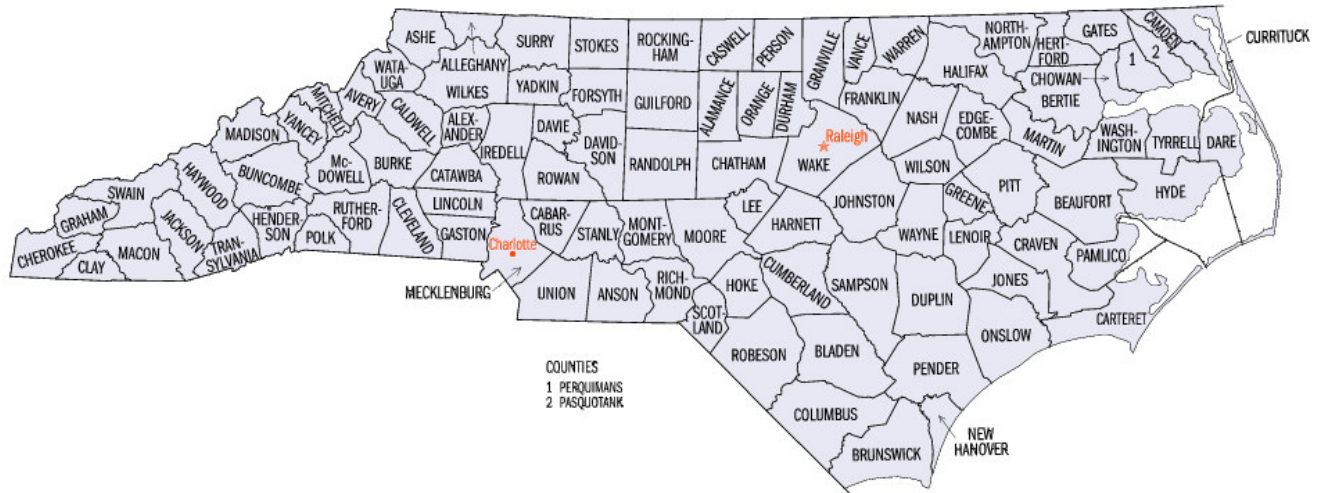 ASHE
ALLEGHANY
SURRY
STOKES
ROCKING-
HAM
CASWELL
PERSON
GRANVILLE
VANCE
WARREN
NORTH-
AMPTON
HERT-
FORD
GATES
CAMDEN
CURRITUCK
WATA-
UGA
WILKES
YADKIN
FORSYTH
GUILFORD
ALAMANCE
ORANGE
DURHAM
FRANKLIN
HALIFAX
CHOWAN
BERTIE
1
2
MITCHELL
AVERY
CALDWELL
ALEX-
ANDER
IREDELL
DAVIE
DAVID-
SON
RANDOLPH
CHATHAM
Raleigh
WAKE
NASH
EDGE-
COMBE
MARTIN
WASH-
INGTON
TYRRELL
DARE
MADISON
YANCEY
Mc-
DOWELL
BURKE
CATAWBA
ROWAN
WILSON
PITT
BEAUFORT
HYDE
SWAIN
HAYWOOD
BUNCOMBE
RUTHER-
FORD
CLEVELAND
LINCOLN
GASTON
CABAR-
RUS
STANLY
MONT-
GOMERY
MOORE
LEE
HARNETT
JOHNSTON
GREENE
WAYNE
LENOIR
CRAVEN
PAMLICO
GRAHAM
CHEROKEE
CLAY
MACON
JACKSON
TRAN-
SYLVANIA
HENDER-
SON
POLK
Charlotte
MECKLENBURG
UNION
ANSON
RICH-
MOND
SCOT-
LAND
HOKE
CUMBERLAND
SAMPSON
DUPLIN
JONES
ONSLOW
CARTERET
ROBESON
BLADEN
PENDER
COLUMBUS
BRUNSWICK
NEW
HANOVER
COUNTIES
1 PERQUIMANS
2 PASQUOTANK